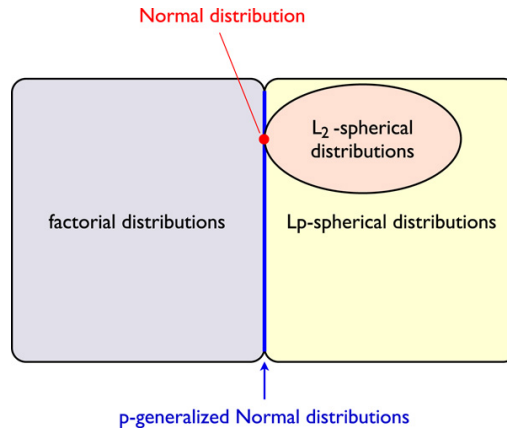 Normal distribution
L₂-spherical
distributions
factorial distributions
Lp-spherical distributions
p-generalized Normal distributions